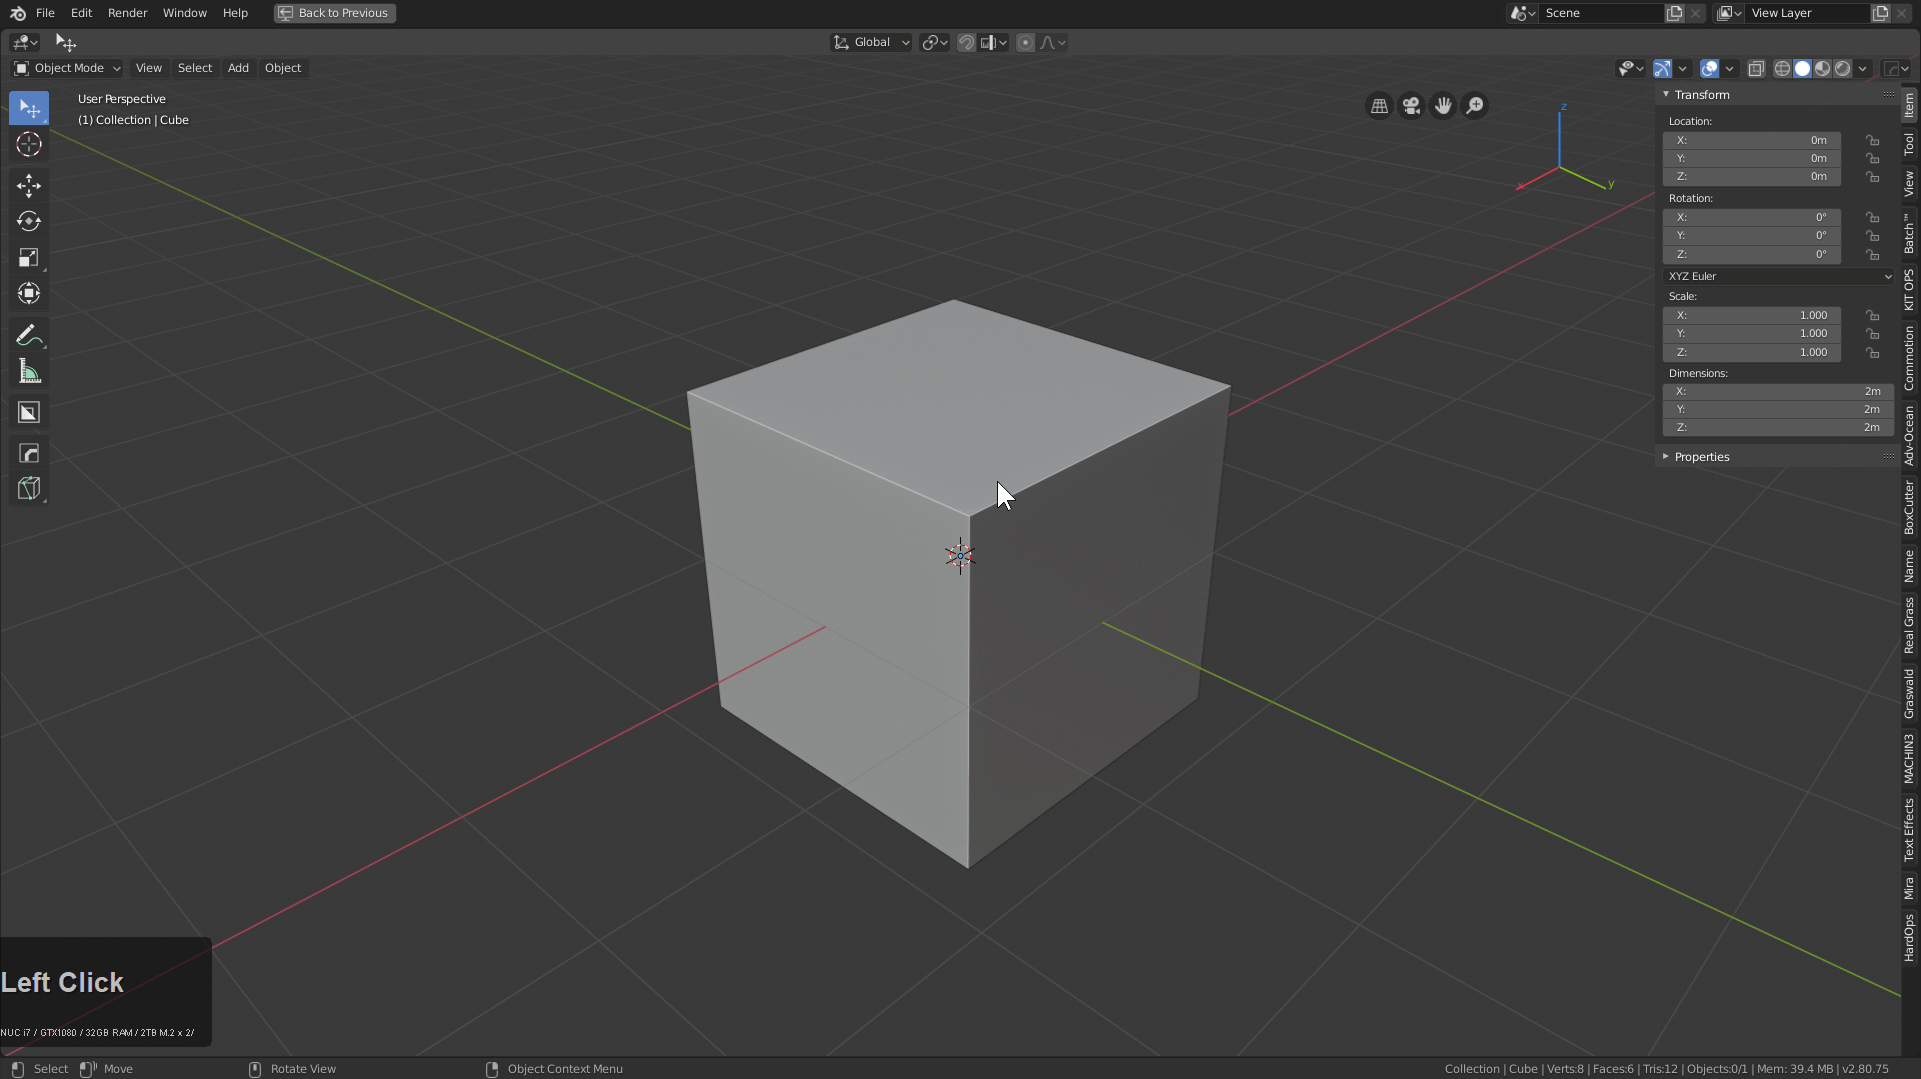 File Edit Render Window Help Back to Previous Scene View Layer
Global
Object Mode View Select Add Object
User Perspective
(1) Collection | Cube
z
x
y
Transform
Location:
X: 0m
Y: 0m
Z: 0m
Rotation:
X: 0°
Y: 0°
Z: 0°
XYZ Euler
Scale:
X: 1.000
Y: 1.000
Z: 1.000
Dimensions:
X: 2m
Y: 2m
Z: 2m
Properties
Item
Tool
View
Batch™
KIT OPS
Commotion
Adv-Ocean
BoxCutter
Name
Real Grass
Graswald
MACHIN3
Text Effects
Mira
HardOps
Left Click
NUC i7 / GTX1080 / 32GB RAM / 2TB M.2 x 2/
Select Move Rotate View Object Context Menu Collection | Cube | Verts:8 | Faces:6 | Tris:12 | Objects:0/1 | Mem: 39.4 MB | v2.80.75